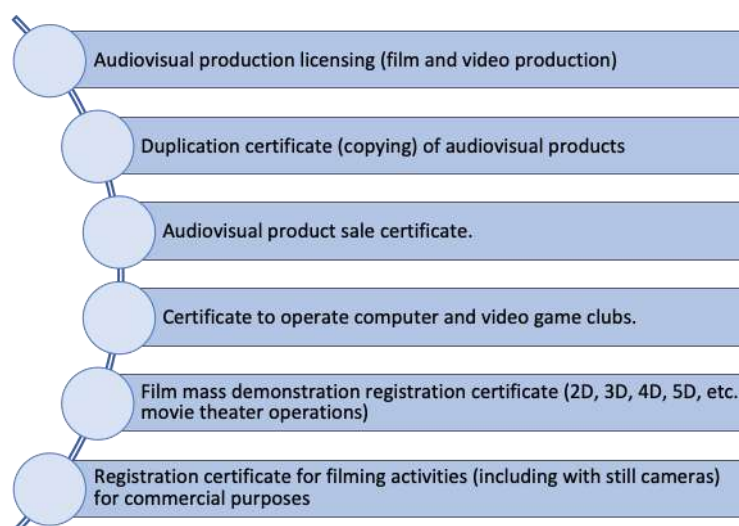 Audiovisual production licensing (film and video production)
Duplication certificate (copying) of audiovisual products
Audiovisual product sale certificate.
Certificate to operate computer and video game clubs.
Film mass demonstration registration certificate (2D, 3D, 4D, 5D, etc.
movie theater operations)
Registration certificate for filming activities (including with still cameras)
for commercial purposes